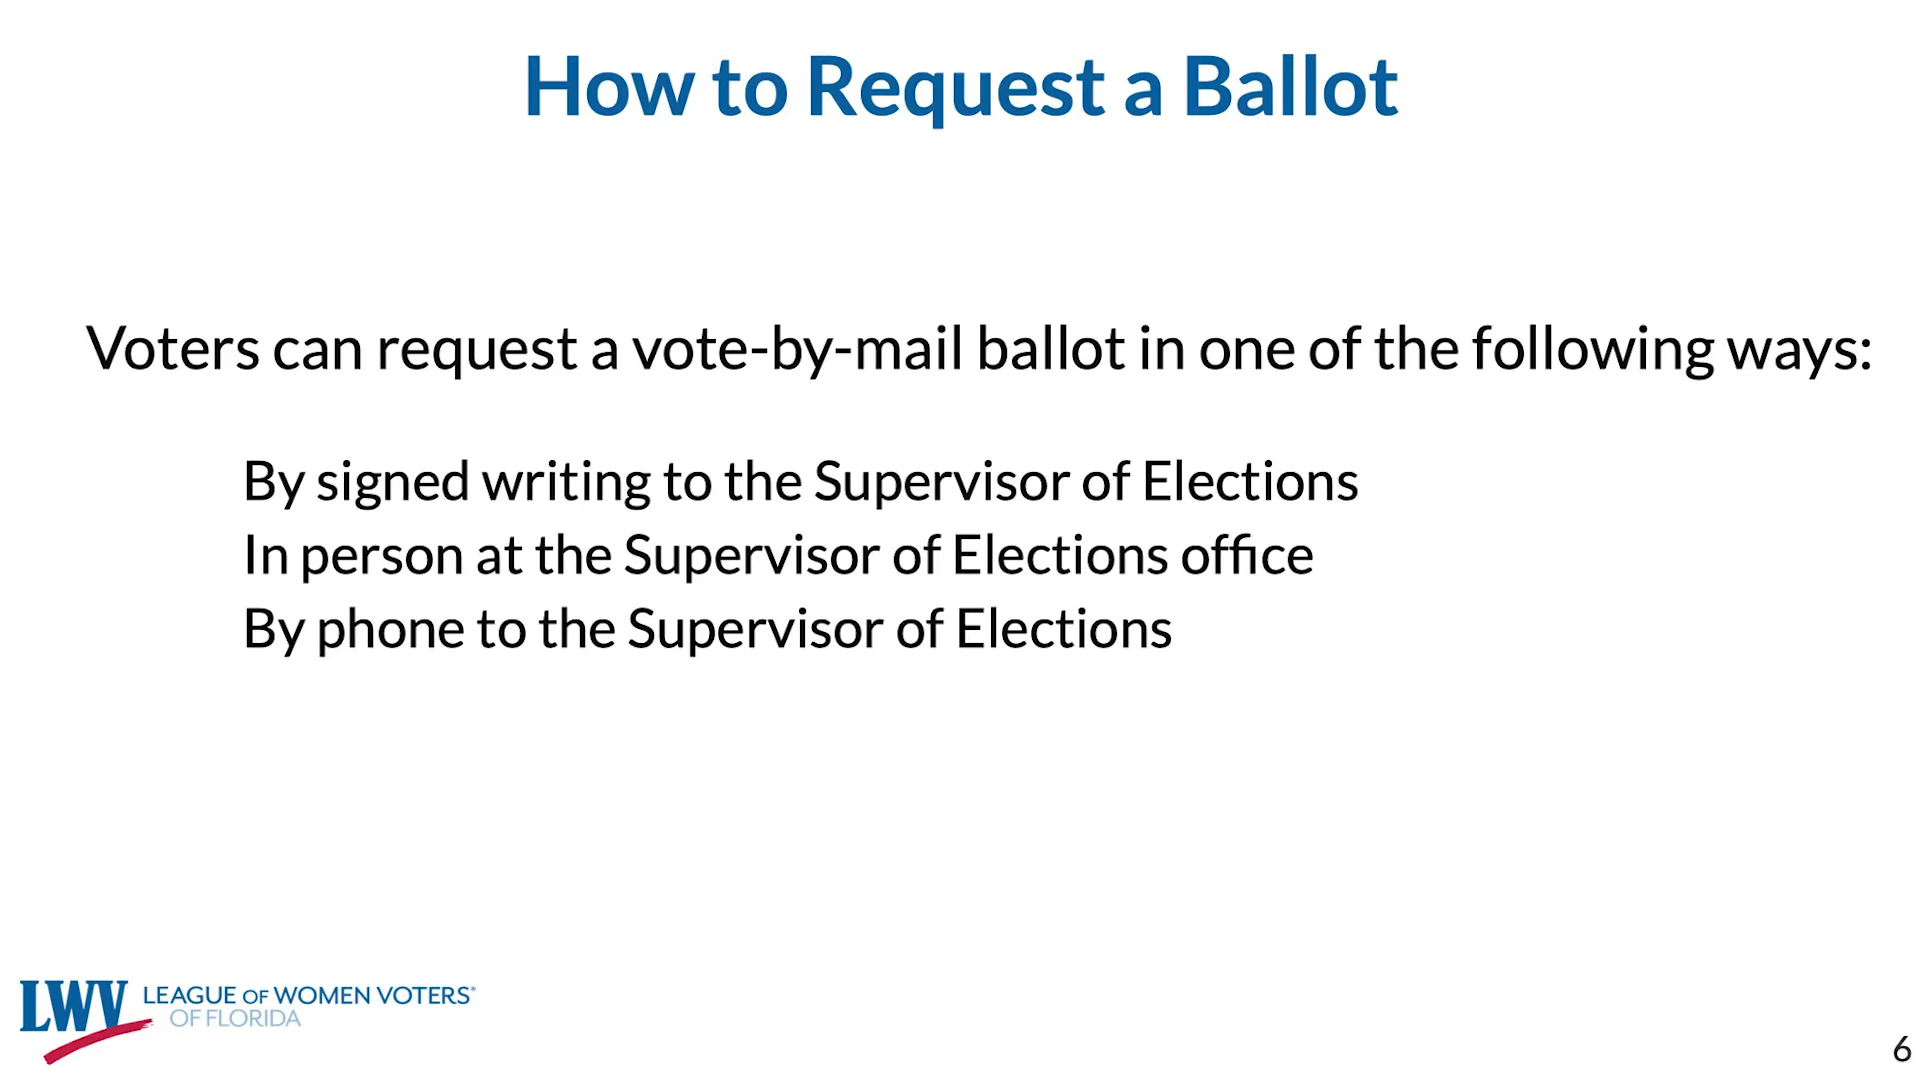 How to Request a Ballot
Voters can request a vote-by-mail ballot in one of the following ways:
By signed writing to the Supervisor of Elections
In person at the Supervisor of Elections office
By phone to the Supervisor of Elections
LWV LEAGUE OF WOMEN VOTERS®
OF FLORIDA
6